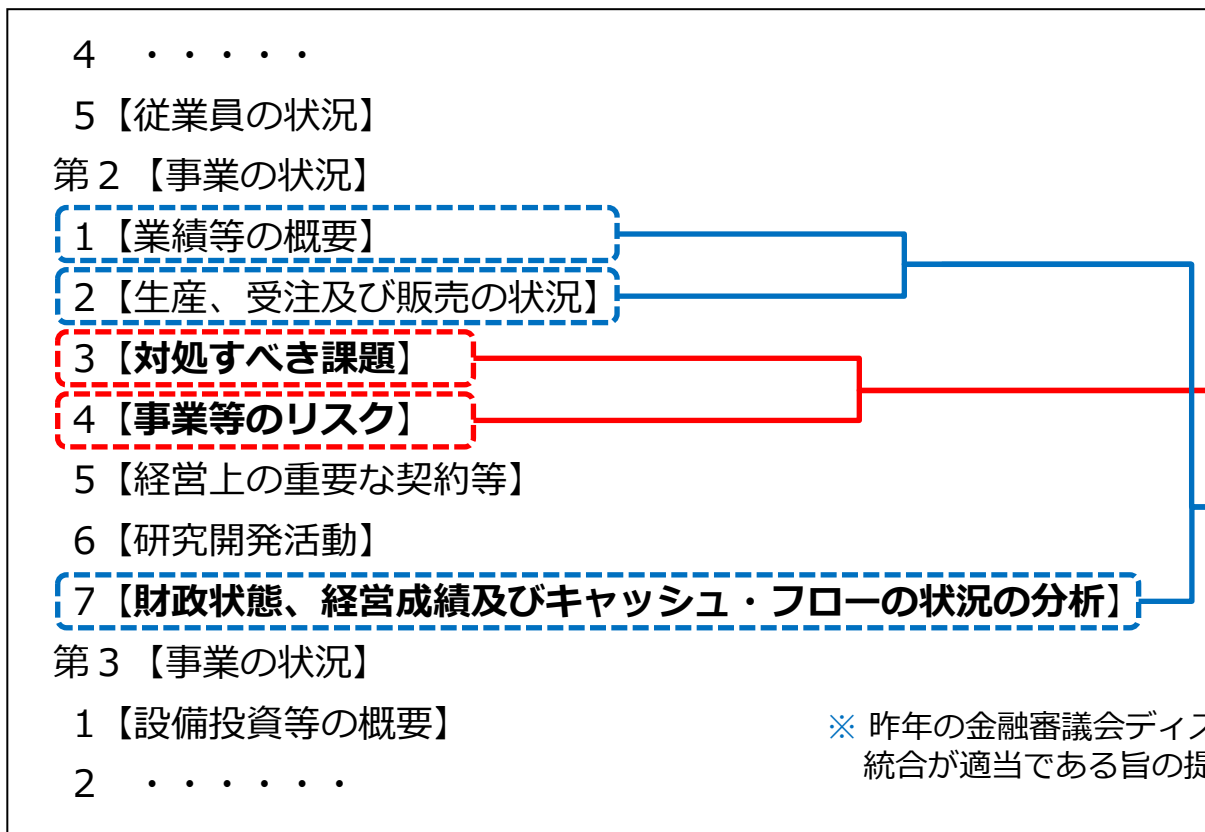 4 ・・・・・
5【従業員の状況】
第２【事業の状況】
1【業績等の概要】
2【生産、受注及び販売の状況】
3【対処すべき課題】
4【事業等のリスク】
5【経営上の重要な契約等】
6【研究開発活動】
7【財政状態、経営成績及びキャッシュ・フローの状況の分析】
第３【事業の状況】
1【設備投資等の概要】
※ 昨年の金融審議会ディス
統合が適当である旨の提
2 ・・・・・・